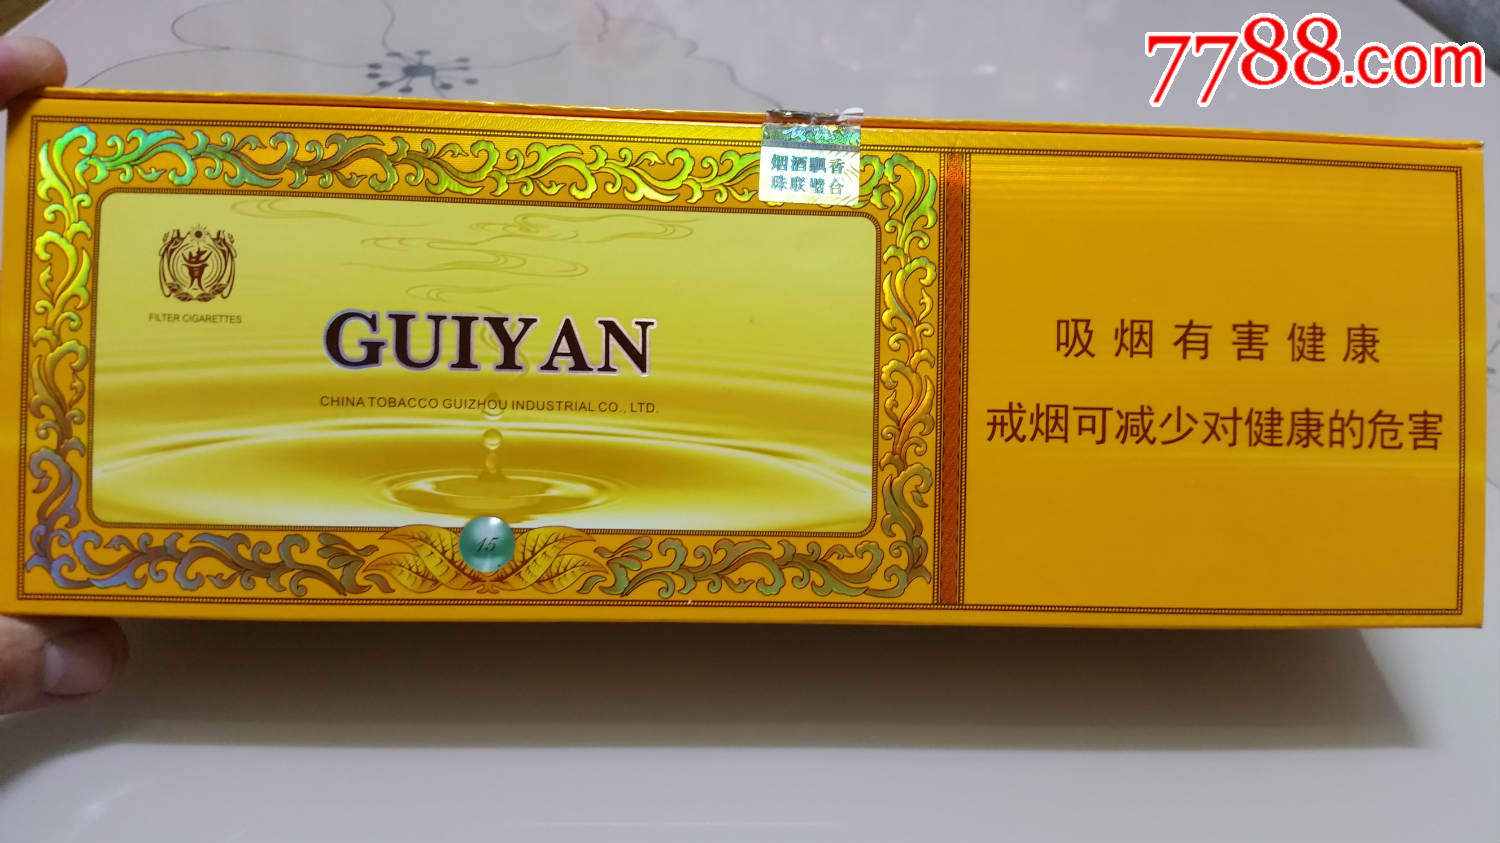 7788.com
烟酒飘香
珠联璧合
FILTER CIGARETTES
GUIYAN
CHINA TOBACCO GUIZHOU INDUSTRIAL CO., LTD.
15
吸烟有害健康
戒烟可减少对健康的危害